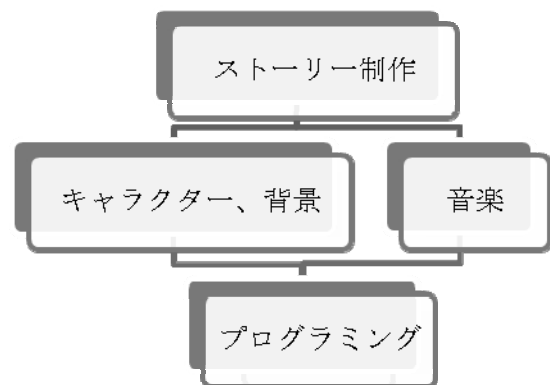 ストーリー制作
キャラクター、背景
音楽
プログラミング